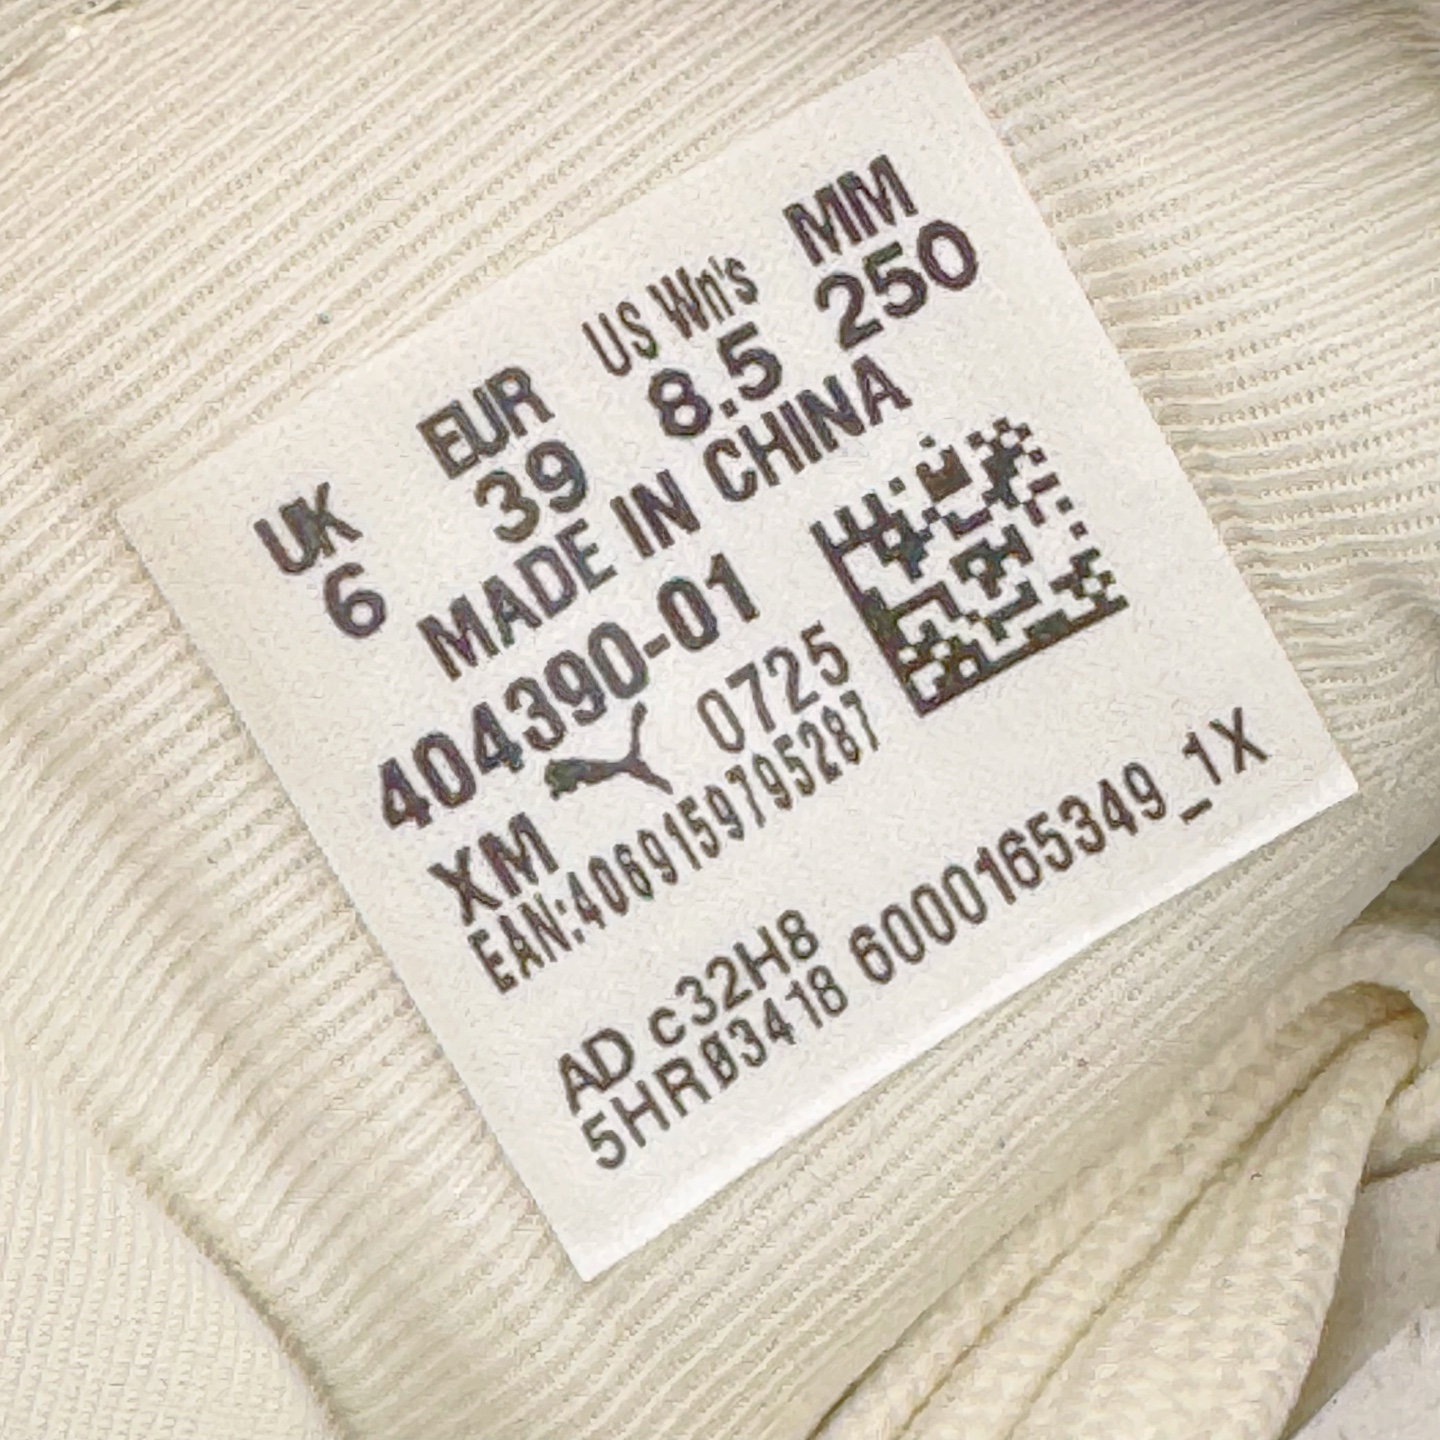 UK EUR US Wn's MM
6 39 8.5 250
MADE IN CHINA
404390-01
0725
XM
EAN:4069159795287
AD c32H8
5HR03418 6000165349_1X